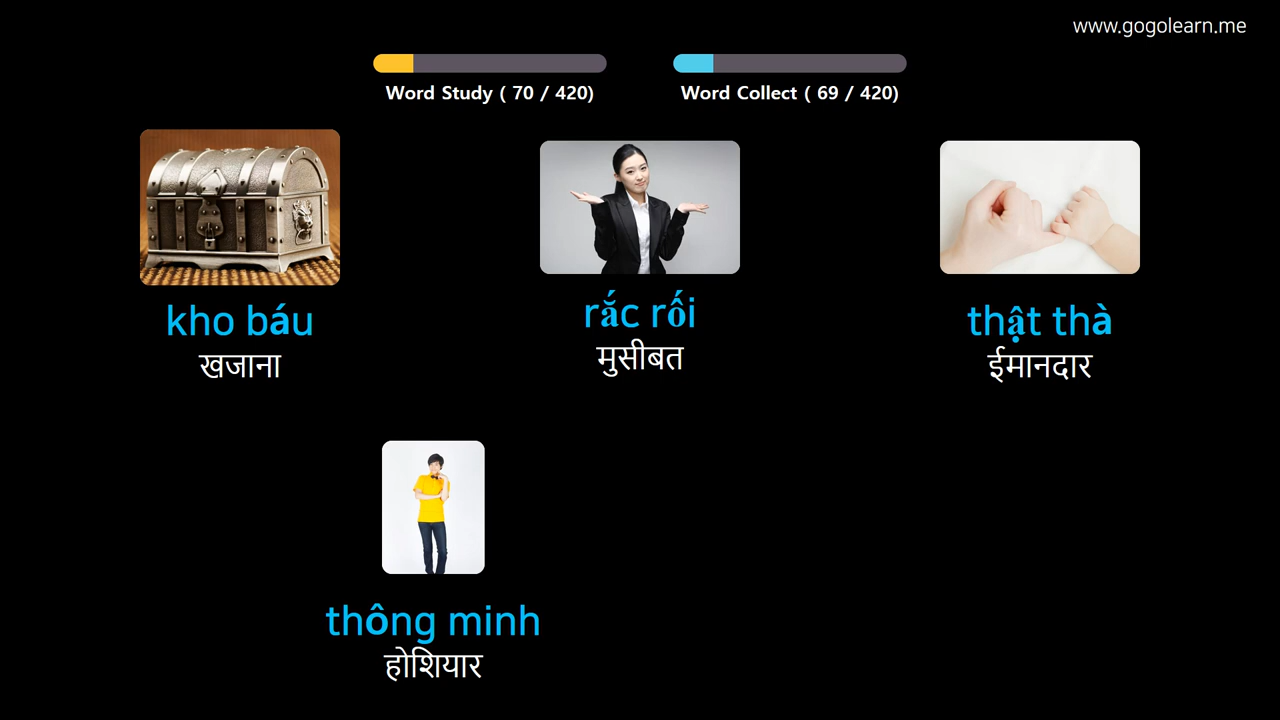 www.gogolearn.me
Word Study ( 70 / 420)
Word Collect ( 69 / 420)
kho báu
खजाना
rắc rối
मुसीबत
thật thà
ईमानदार
thông minh
होशियार